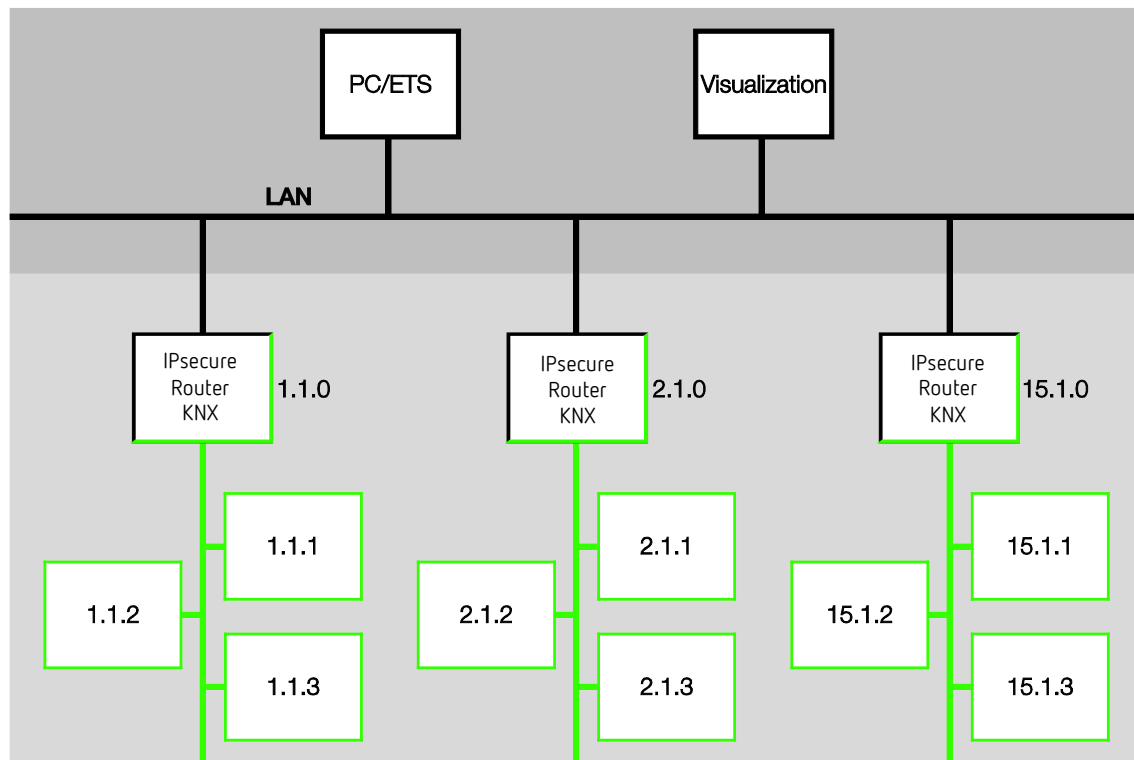 PC/ETS
Visualization
LAN
IPsecure
Router
KNX
1.1.0
IPsecure
Router
KNX
2.1.0
IPsecure
Router
KNX
15.1.0
1.1.1
1.1.2
1.1.3
2.1.1
2.1.2
2.1.3
15.1.1
15.1.2
15.1.3